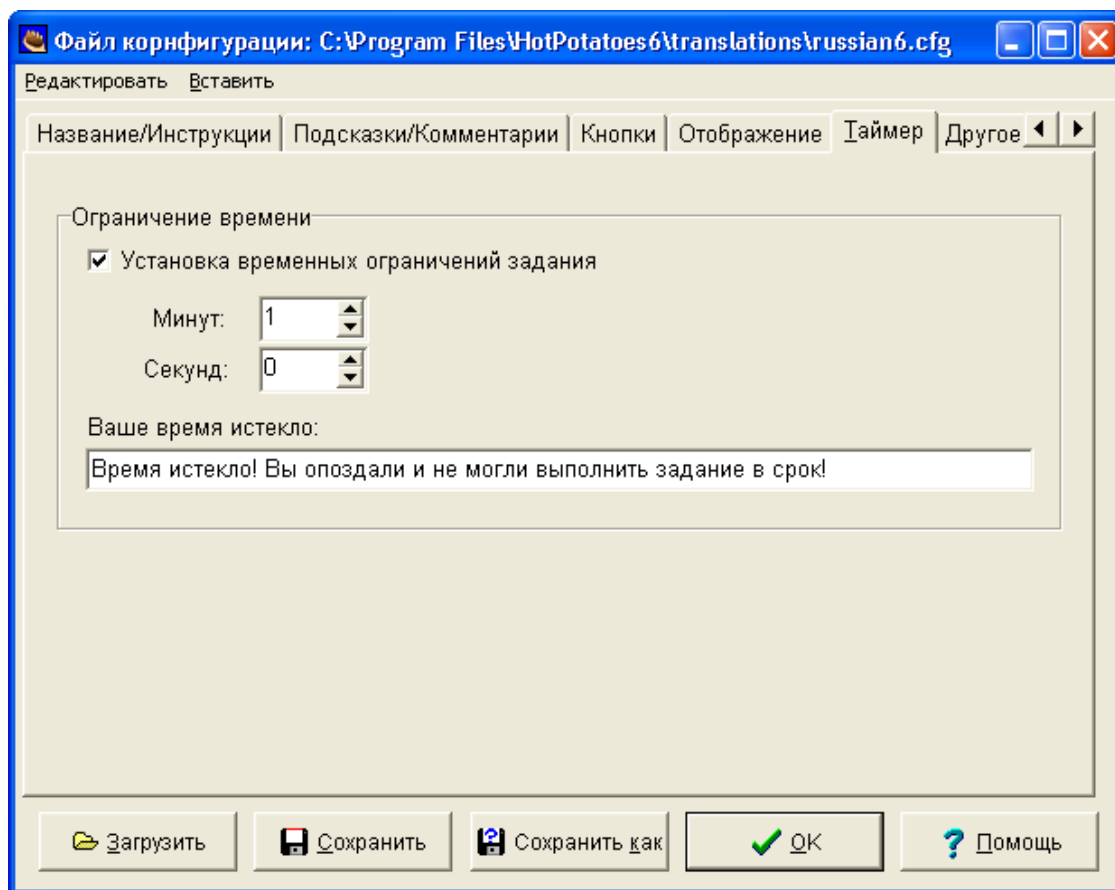 Файл корнфигурации: C:\Program Files\HotPotatoes6\translations\russian6.cfg
Редактировать Вставить
Название/Инструкции Подсказки/Комментарии Кнопки Отображение Таймер Другое
Ограничение времени
Установка временных ограничений задания
Минут: 1
Секунд: 0
Ваше время истекло:
Время истекло! Вы опоздали и не могли выполнить задание в срок!
Загрузить Сохранить Сохранить как OK Помощь